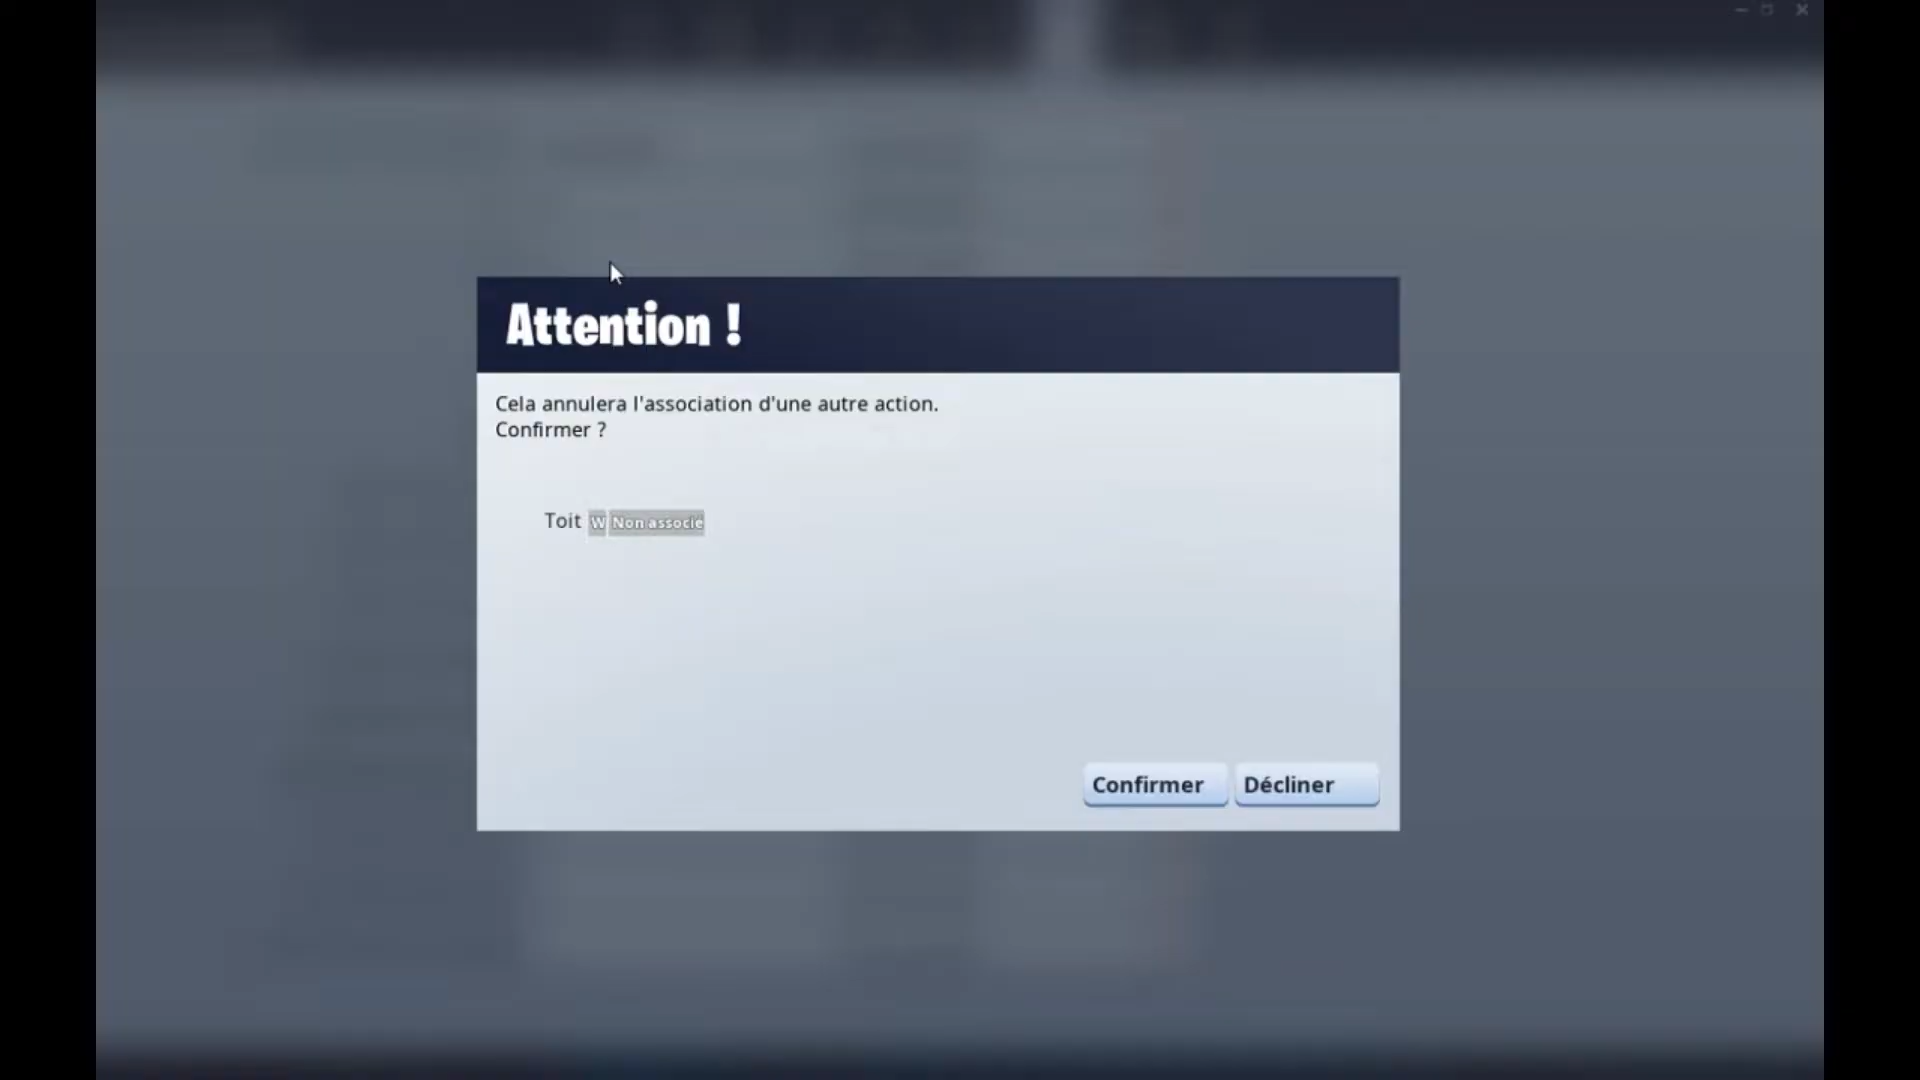 Attention !
Cela annulera l'association d'une autre action.
Confirmer ?
Toit W Non associé
Confirmer Décliner